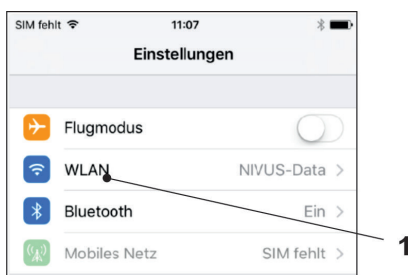 SIM fehlt 11:07
Einstellungen
Flugmodus
WLAN NIVUS-Data
Bluetooth Ein
Mobiles Netz SIM fehlt
1